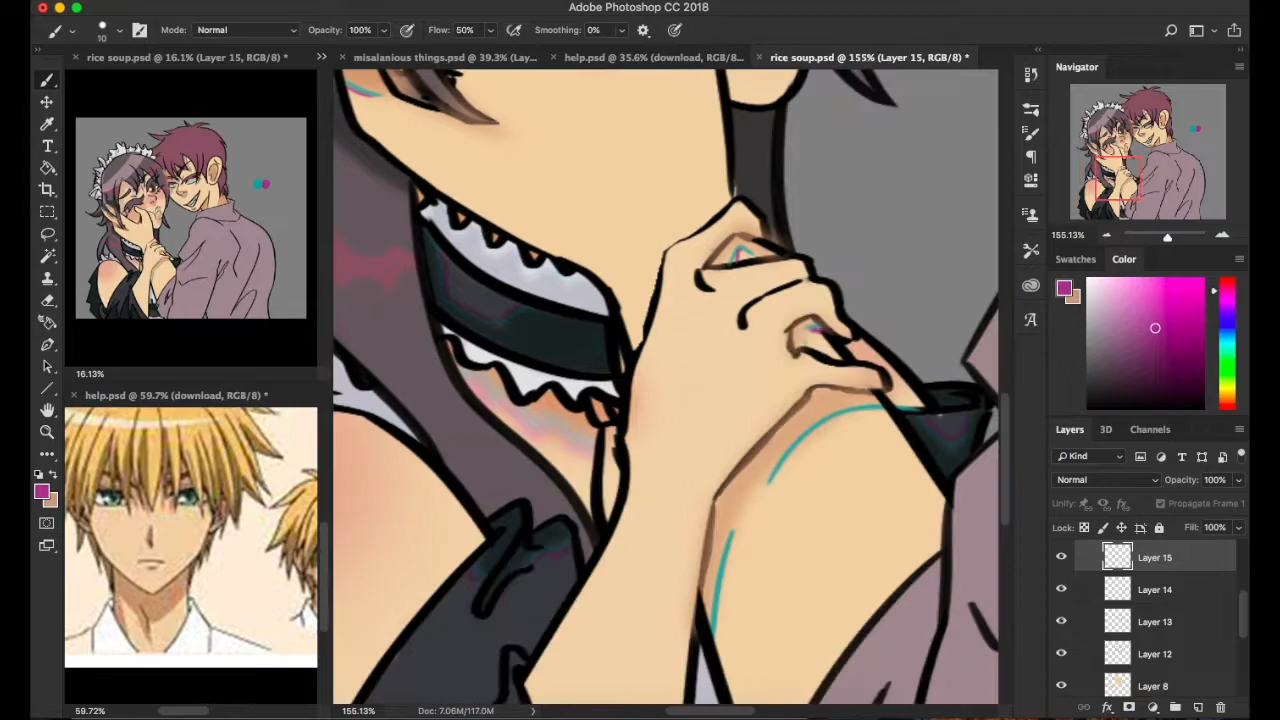 Adobe Photoshop CC 2018
10
Mode: Normal
Opacity: 100%
Flow: 50%
Smoothing: 0%
rice soup.psd @ 16.1% (Layer 15, RGB/8) *
misalanious things.psd @ 39.3% (Lay...
help.psd @ 35.6% (download, RGB/8...
rice soup.psd @ 155% (Layer 15, RGB/8) *
Navigator
155.13%
Swatches
Color
16.13%
help.psd @ 59.7% (download, RGB/8) *
Layers
3D
Channels
Kind
Normal
Opacity: 100%
Unify:
Propagate Frame 1
Lock:
Fill: 100%
Layer 15
Layer 14
Layer 13
Layer 12
Layer 8
59.72%
155.13%
Doc: 7.06M/117.0M